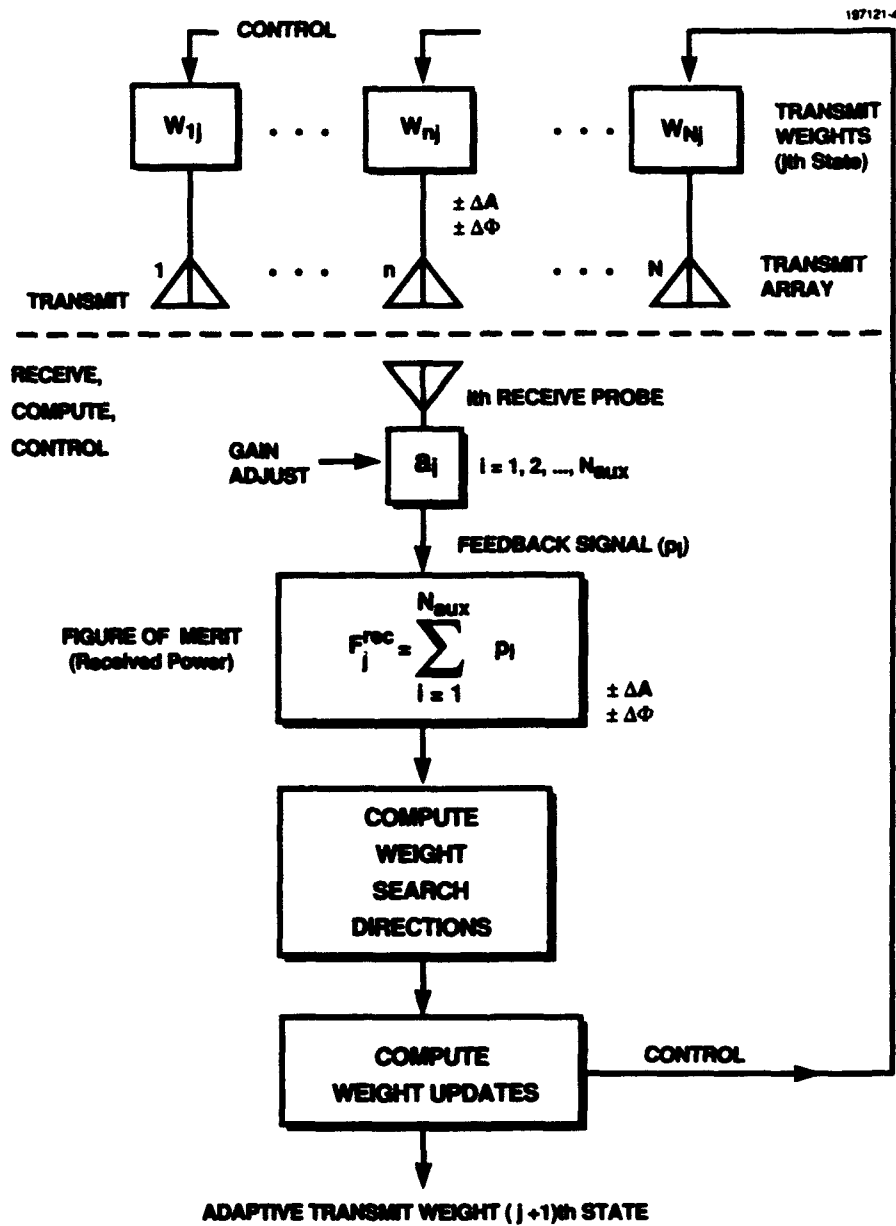 197121-4
CONTROL
W1j . . . Wnj . . . WNj
TRANSMIT
WEIGHTS
(jth State)
± ΔA
± ΔΦ
1 . . . n . . . N
TRANSMIT
ARRAY
TRANSMIT
RECEIVE,
COMPUTE,
CONTROL
ith RECEIVE PROBE
GAIN
ADJUST
ai
i = 1, 2, ..., Naux
FEEDBACK SIGNAL (pi)
FIGURE OF MERIT
(Received Power)
Naux
Fjrec = ∑ pi
i = 1
± ΔA
± ΔΦ
COMPUTE
WEIGHT
SEARCH
DIRECTIONS
COMPUTE
WEIGHT UPDATES
CONTROL
ADAPTIVE TRANSMIT WEIGHT ( j +1)th STATE